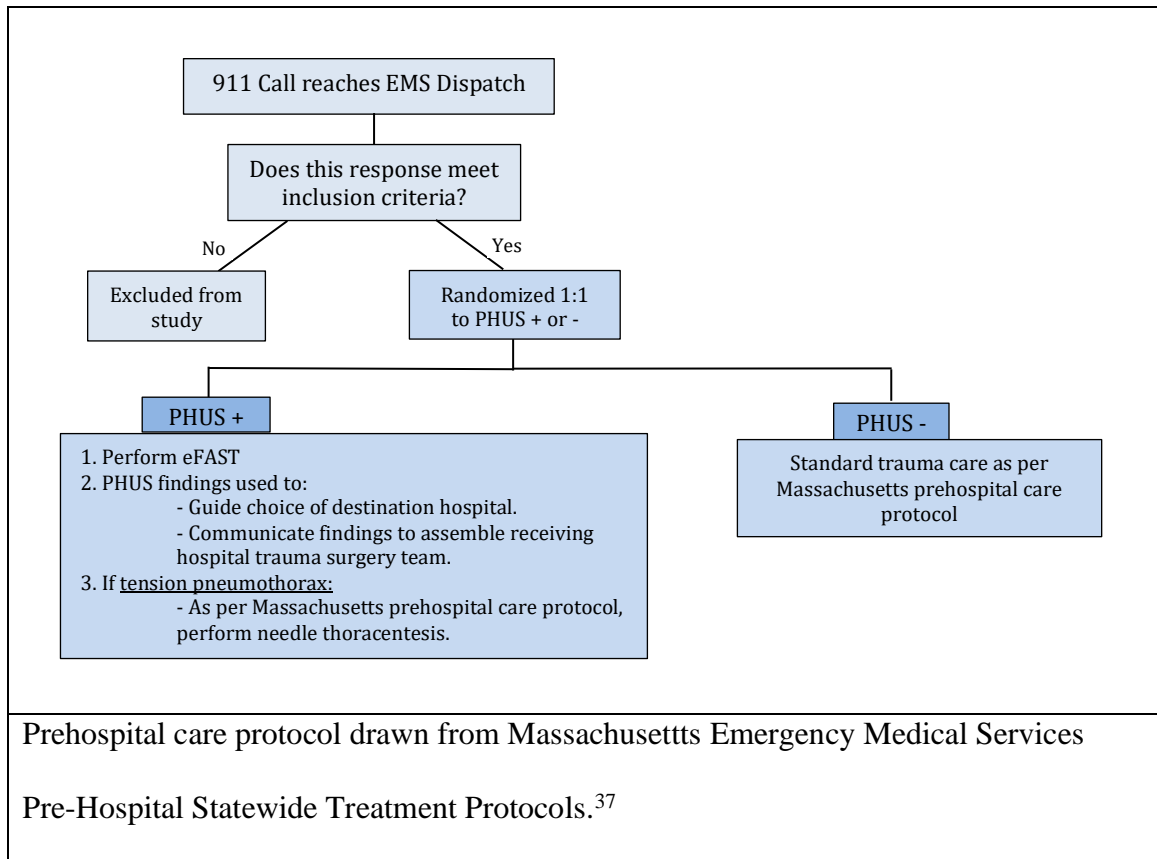 911 Call reaches EMS Dispatch
Does this response meet
inclusion criteria?
No
Yes
Excluded from
study
Randomized 1:1
to PHUS + or -
PHUS +
1. Perform eFAST
2. PHUS findings used to:
- Guide choice of destination hospital.
- Communicate findings to assemble receiving
hospital trauma surgery team.
3. If tension pneumothorax:
- As per Massachusetts prehospital care protocol,
perform needle thoracentesis.
PHUS -
Standard trauma care as per
Massachusetts prehospital care
protocol
Prehospital care protocol drawn from Massachusettts Emergency Medical Services
Pre-Hospital Statewide Treatment Protocols.37